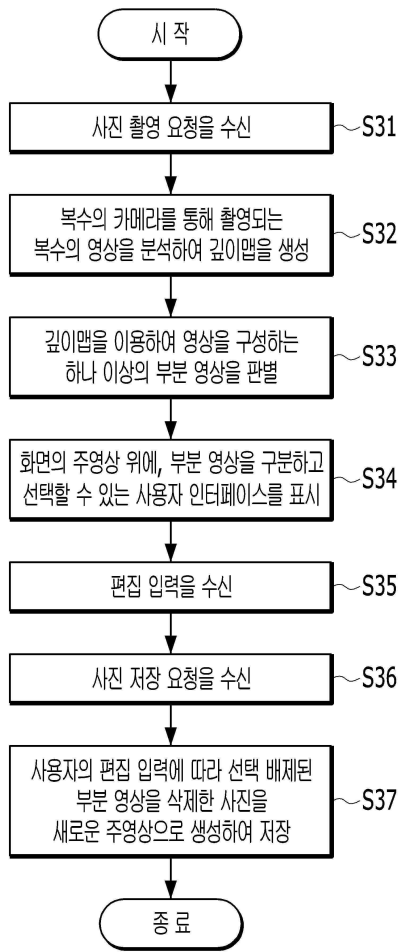 시 작
사진 촬영 요청을 수신
S31
복수의 카메라를 통해 촬영되는
복수의 영상을 분석하여 깊이맵을 생성
S32
깊이맵을 이용하여 영상을 구성하는
하나 이상의 부분 영상을 판별
S33
화면의 주영상 위에, 부분 영상을 구분하고
선택할 수 있는 사용자 인터페이스를 표시
S34
편집 입력을 수신
S35
사진 저장 요청을 수신
S36
사용자의 편집 입력에 따라 선택 배제된
부분 영상을 삭제한 사진을
새로운 주영상으로 생성하여 저장
S37
종 료